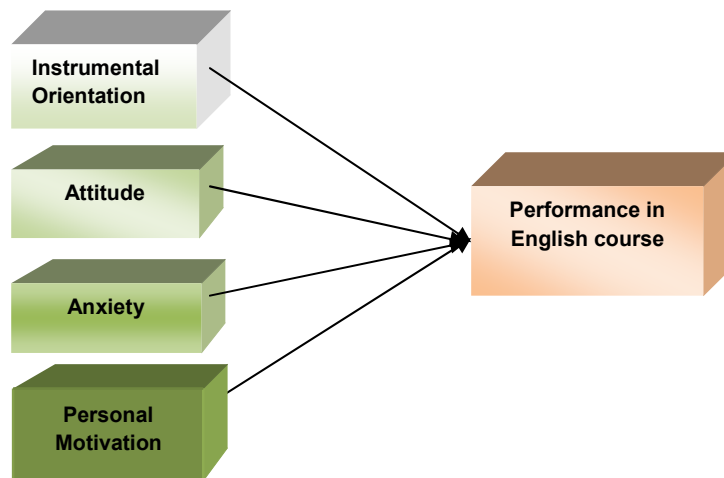 Instrumental
Orientation
Attitude
Anxiety
Personal
Motivation
Performance in
English course